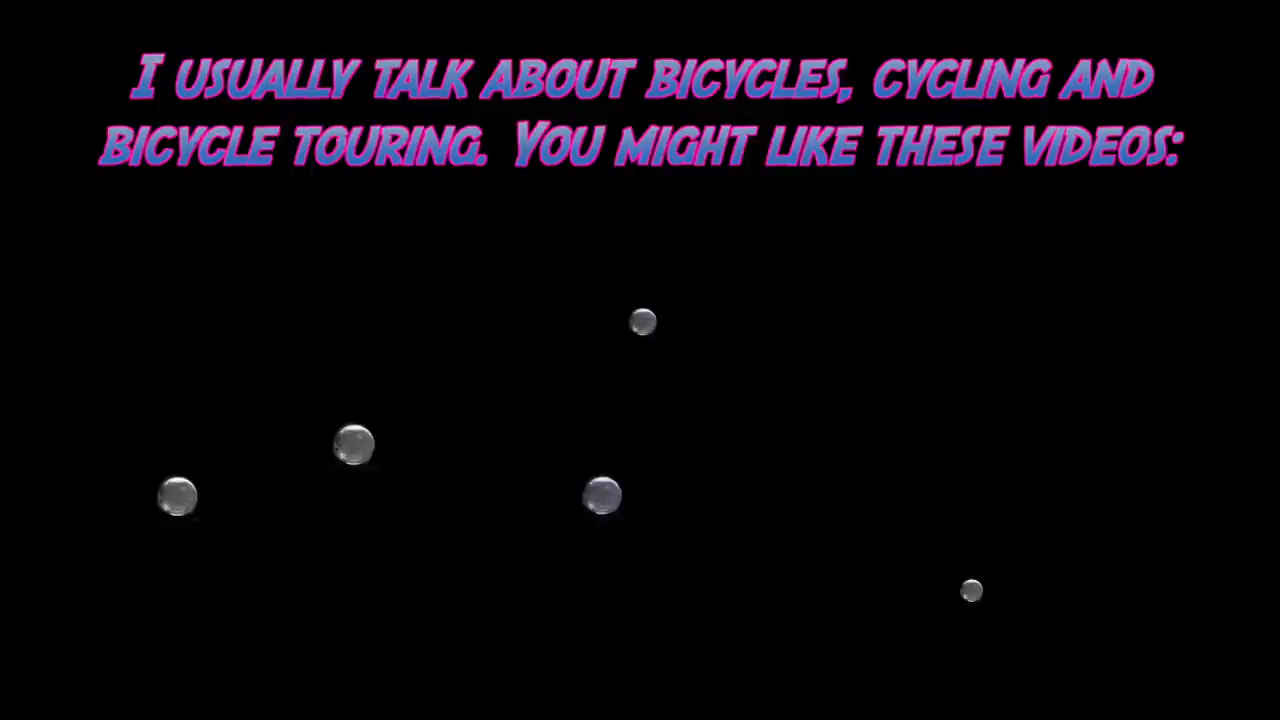 I usually talk about bicycles, cycling and
bicycle touring. You might like these videos: